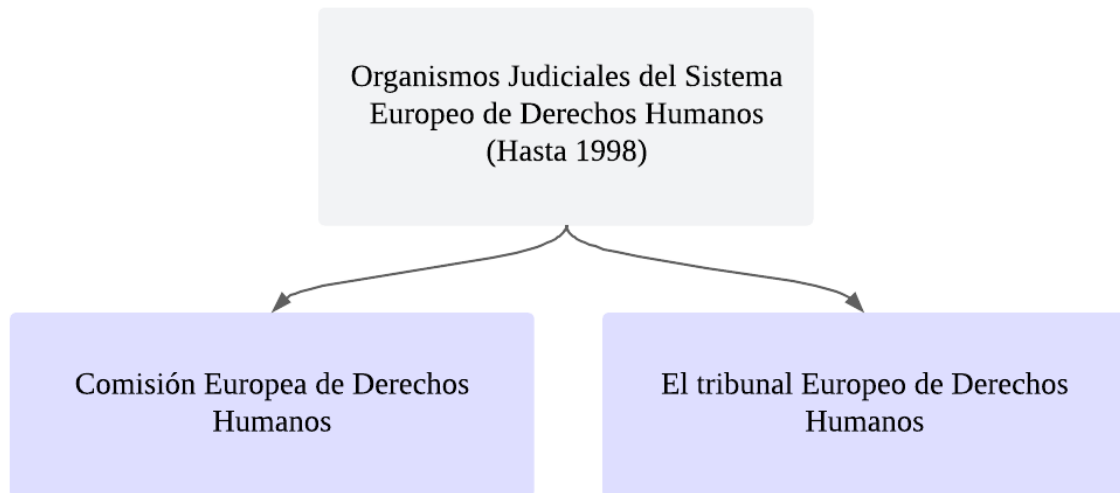 Organismos Judiciales del Sistema
Europeo de Derechos Humanos
(Hasta 1998)
Comisión Europea de Derechos
Humanos
El tribunal Europeo de Derechos
Humanos